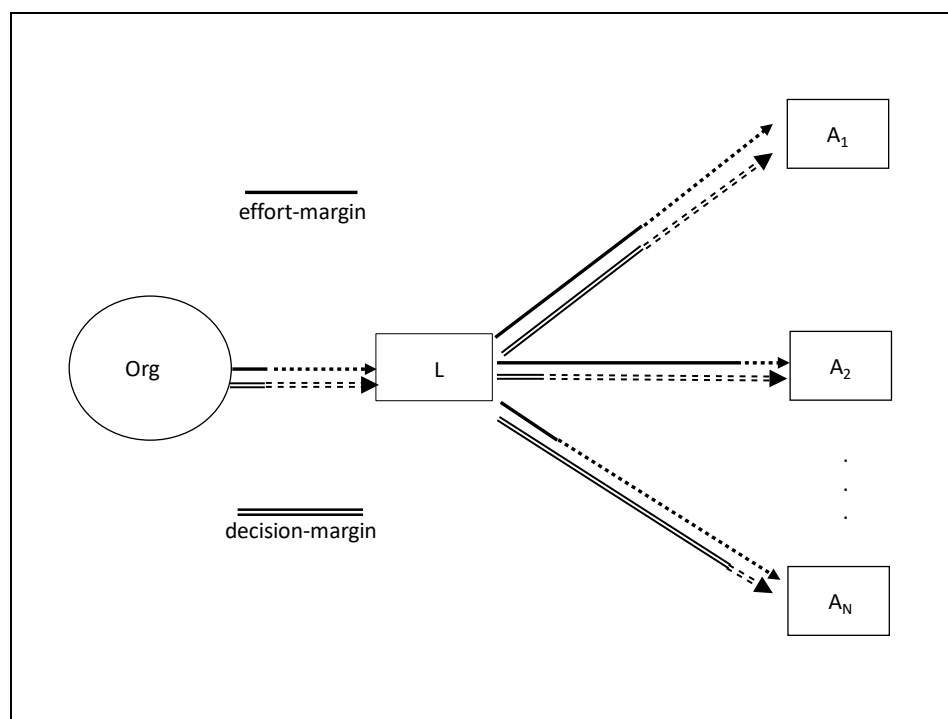 A1
effort-margin
Org
L
A2
.
.
.
decision-margin
AN